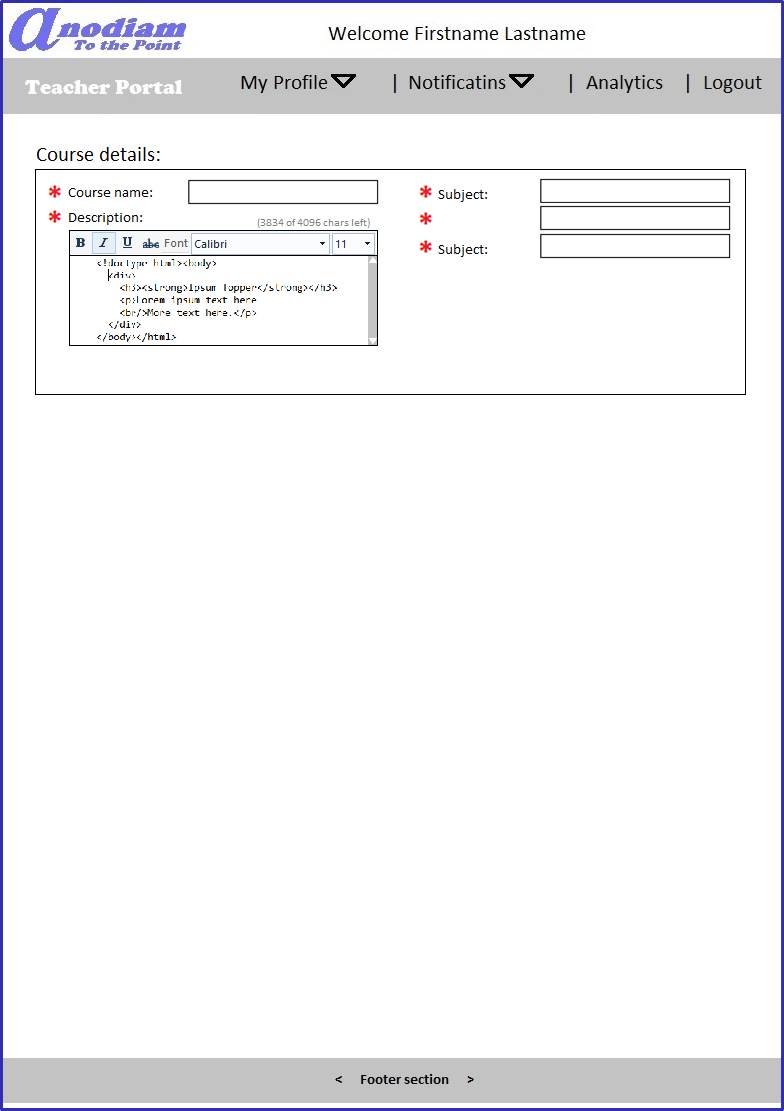 Anodiam
To the Point
Welcome Firstname Lastname
Teacher Portal
My Profile | Notificatins | Analytics | Logout
Course details:
* Course name:
* Subject:
* Description:
(3834 of 4096 chars left)
*
* Subject:
B I U abc Font Calibri 11
<!doctype html><body>
<div>
<h3><strong>Ipsum Topper</strong></h3>
<p>Lorem ipsum text here
<br/>More text here.</p>
</div>
</body></html>
< Footer section >